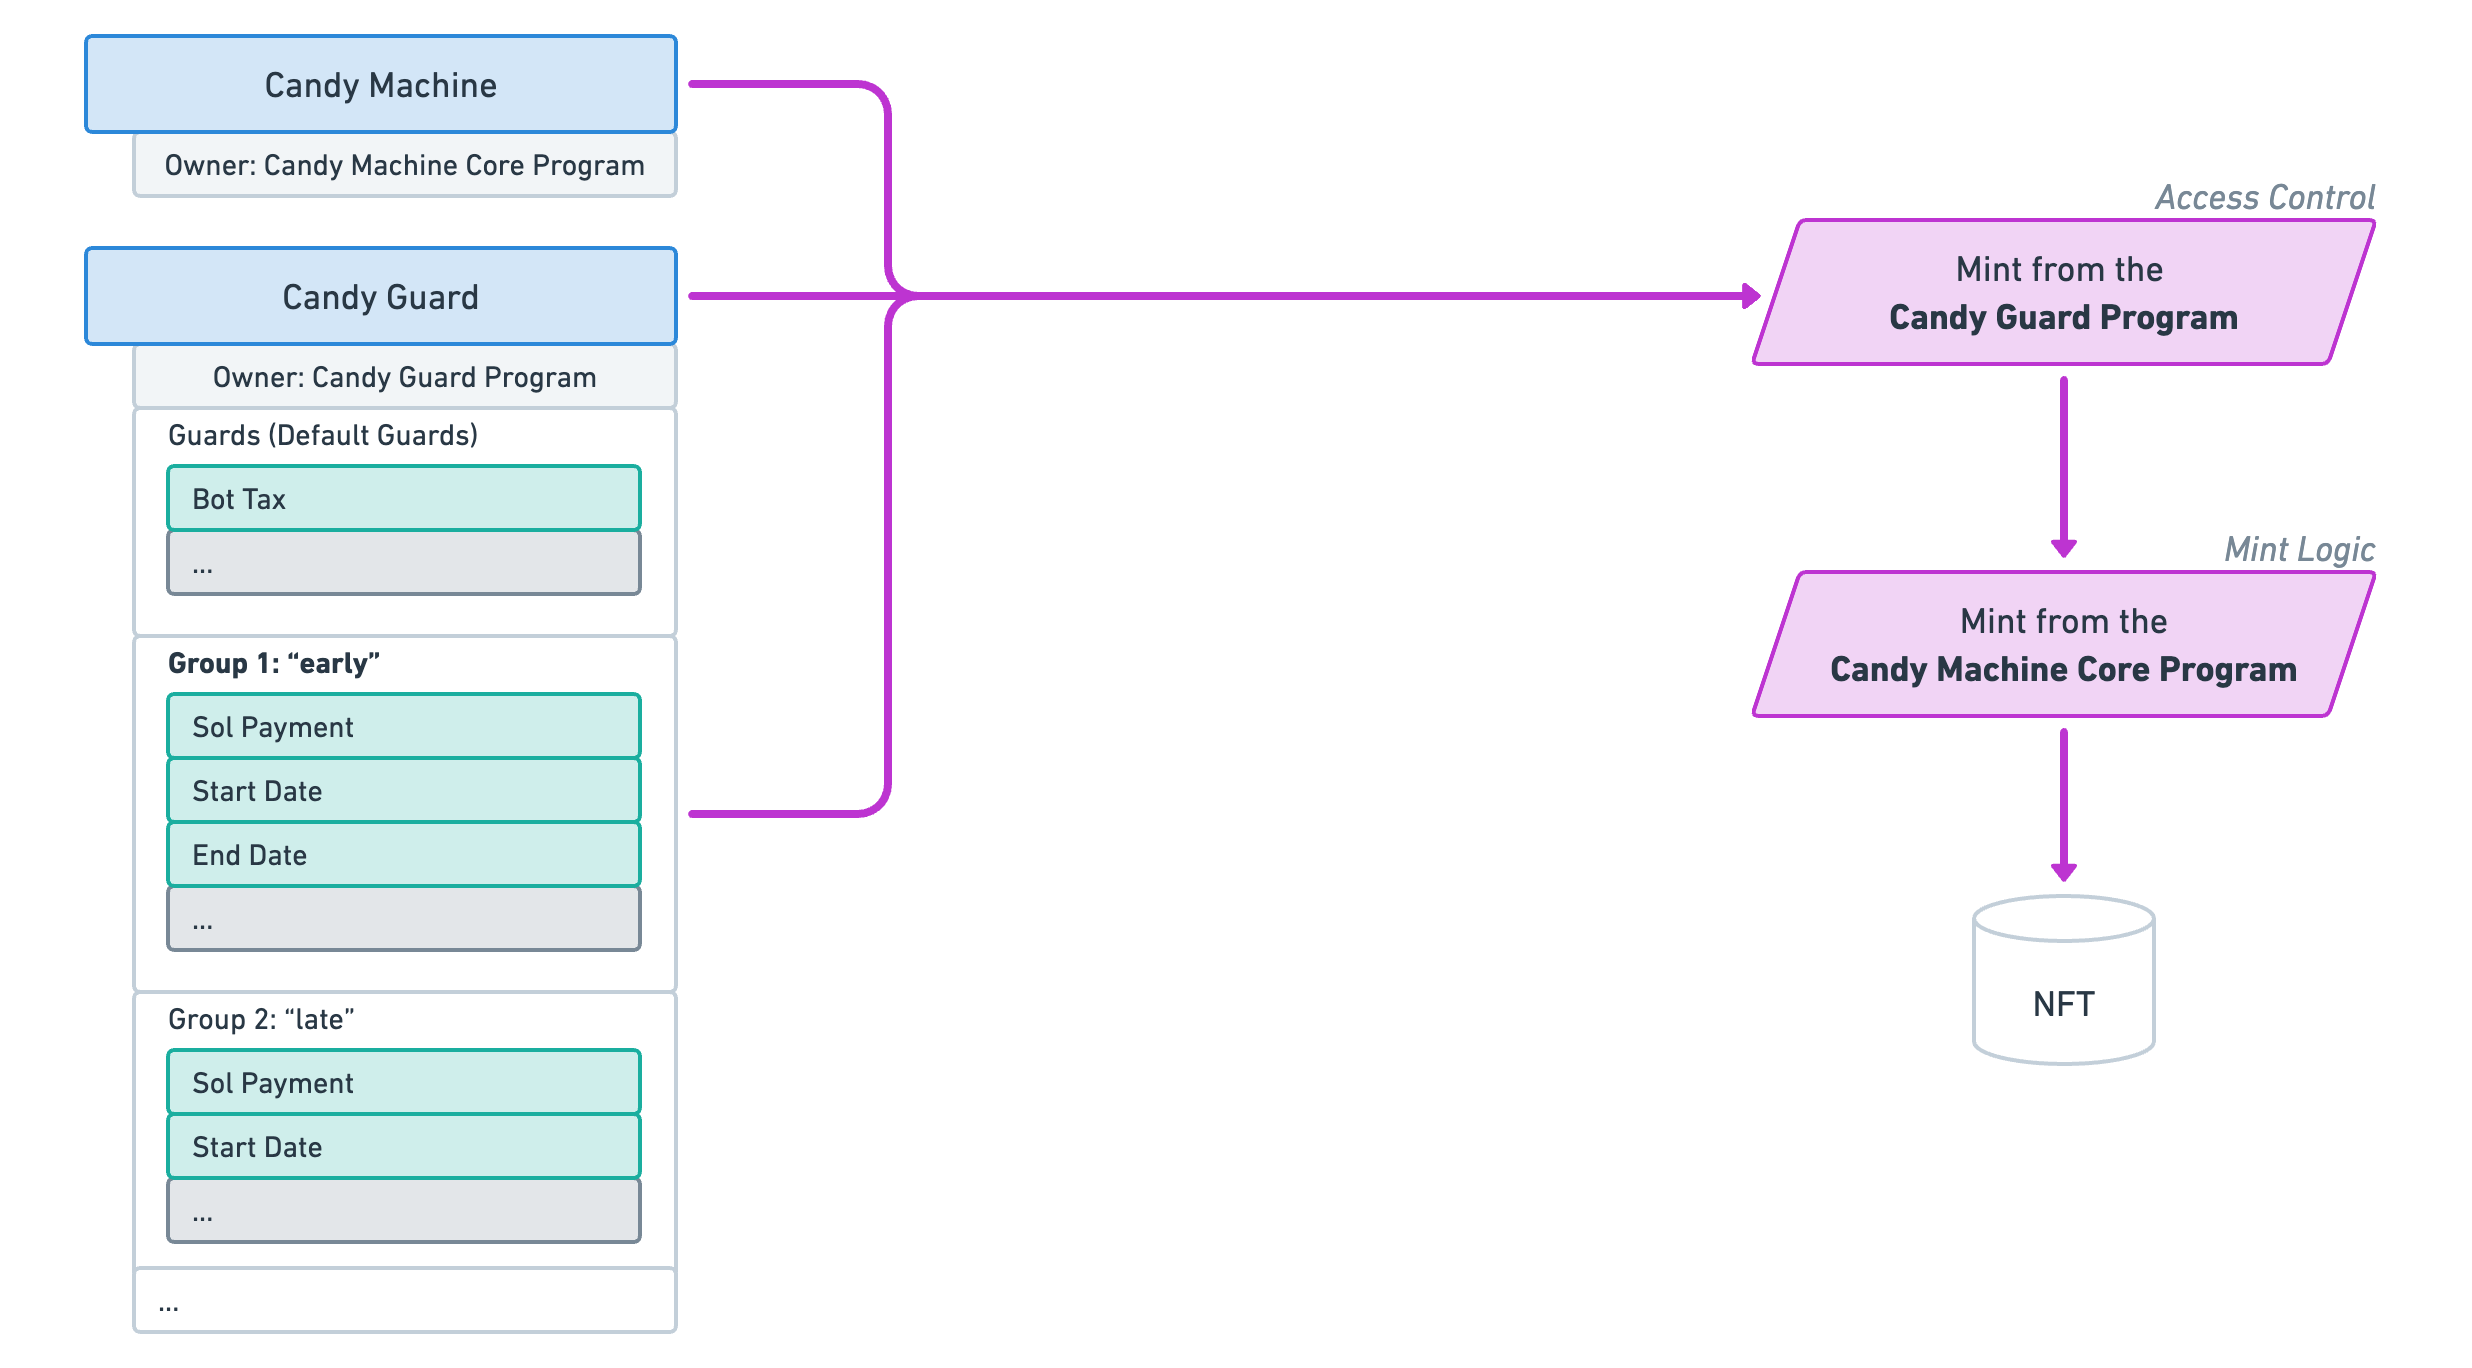 Candy Machine
Owner: Candy Machine Core Program
Candy Guard
Owner: Candy Guard Program
Guards (Default Guards)
Bot Tax
...
Group 1: “early”
Sol Payment
Start Date
End Date
...
Group 2: “late”
Sol Payment
Start Date
...
...
Access Control
Mint from the
Candy Guard Program
Mint Logic
Mint from the
Candy Machine Core Program
NFT